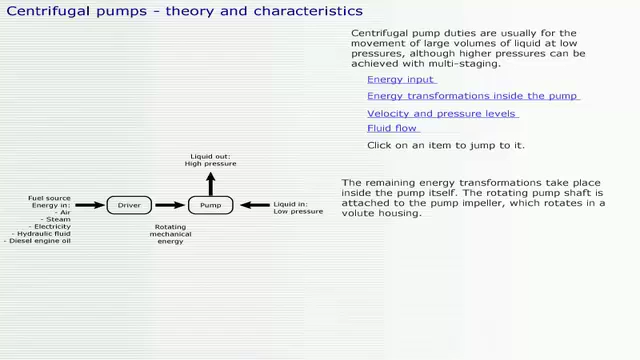 Centrifugal pumps - theory and characteristics
Centrifugal pump duties are usually for the
movement of large volumes of liquid at low
pressures, although higher pressures can be
achieved with multi-staging.
Energy input
Energy transformations inside the pump
Velocity and pressure levels
Fluid flow
Click on an item to jump to it.
Liquid out:
High pressure
Fuel source
Energy in:
- Air
- Steam
- Electricity
- Hydraulic fluid
- Diesel engine oil
Driver
Rotating
mechanical
energy
Pump
Liquid in:
Low pressure
The remaining energy transformations take place
inside the pump itself. The rotating pump shaft is
attached to the pump impeller, which rotates in a
volute housing.